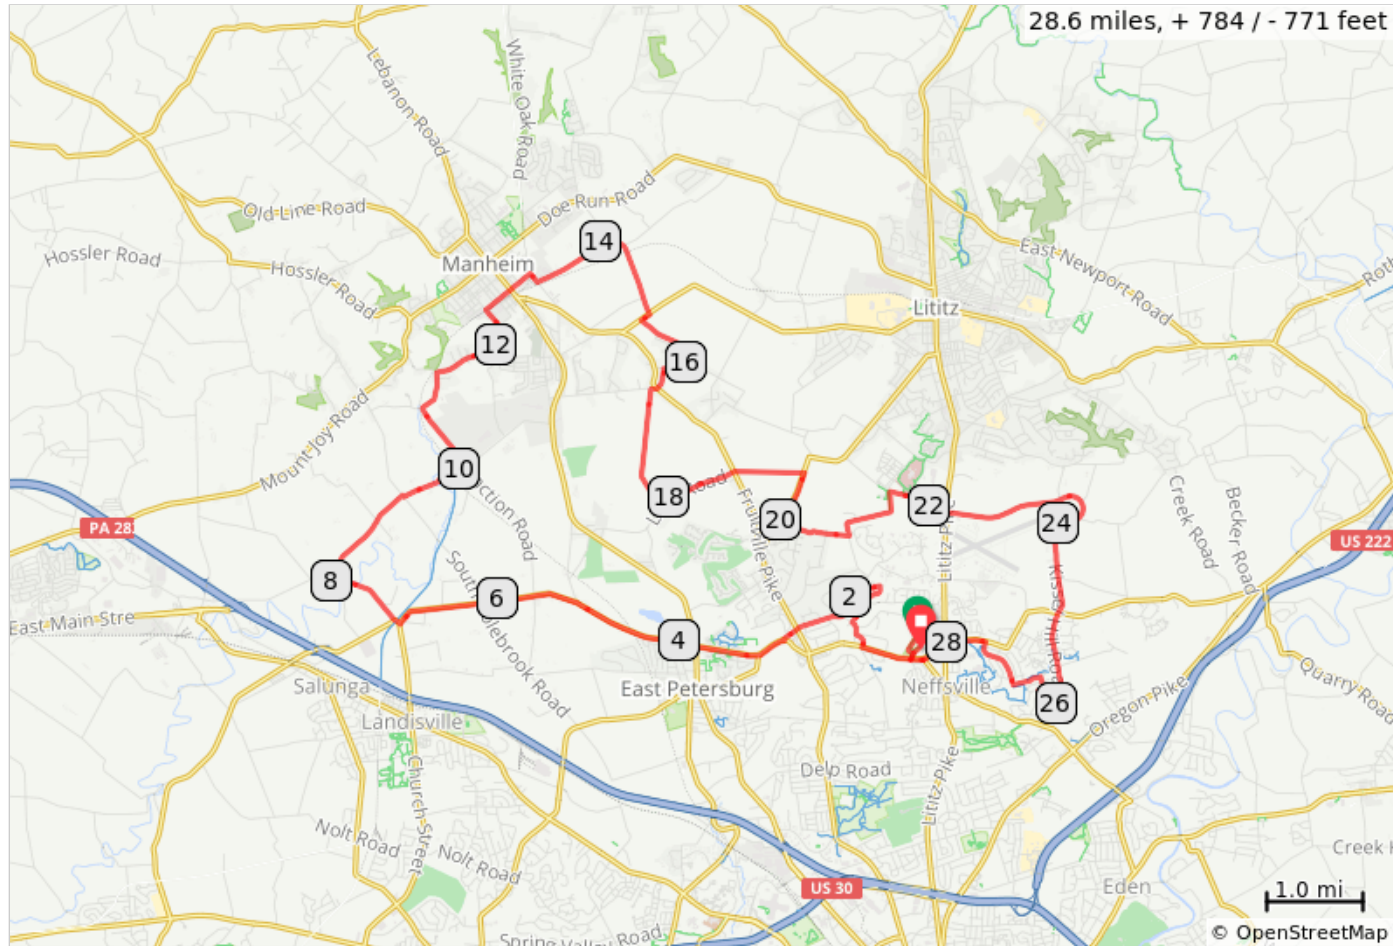 28.6 miles, + 784 / - 771 feet
Lebanon Road
White Oak Road
Doe Run Road
Old Line Road
Hossler Road
Hossler Road
Manheim
14
East Newport Road
Lititz
12
16
Mount Joy Road
10
18
Road
20
22
24
Fruitville Pike
Lititz Pike
Creek Road
Becker Road
PA 28
US 222
8
6
2
4
28
26
East Main Stre
Salunga
Landisville
East Petersburg
Neffsville
Quarry Road
Oregon Pike
Delp Road
Lititz Pike
Church Street
Nolt Road
Nolt Road
US 30
Eden
Creek
1.0 mi
Spring Valley Road
© OpenStreetMap